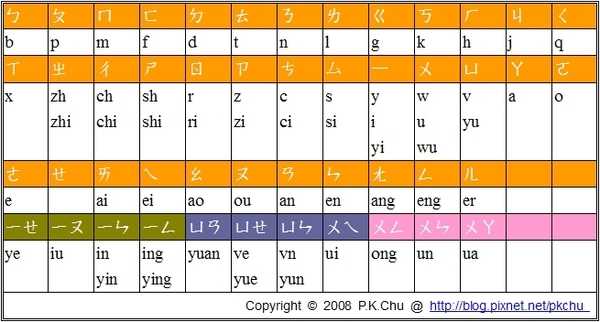 ㄅ ㄆ ㄇ ㄈ ㄉ ㄊ ㄋ ㄌ ㄍ ㄎ ㄏ ㄐ ㄑ
b p m f d t n l g k h j q
ㄒ ㄓ ㄔ ㄕ ㄖ ㄗ ㄘ ㄙ ㄧ ㄨ ㄩ ㄚ ㄛ
x zh ch sh r z c s y w v a o
zhi chi shi ri zi ci si i u yu
yi wu
ㄜ ㄝ ㄞ ㄟ ㄠ ㄡ ㄢ ㄣ ㄤ ㄥ ㄦ
e ai ei ao ou an en ang eng er
ㄧㄝ ㄧㄡ ㄧㄣ ㄧㄥ ㄩㄢ ㄩㄝ ㄩㄣ ㄨㄟ ㄨㄥ ㄨㄣ ㄨㄚ
ye iu in ing yuan ve vn ui ong un ua
yin ying yue yun
Copyright © 2008 P.K.Chu @ http://blog.pixnet.net/pkchu